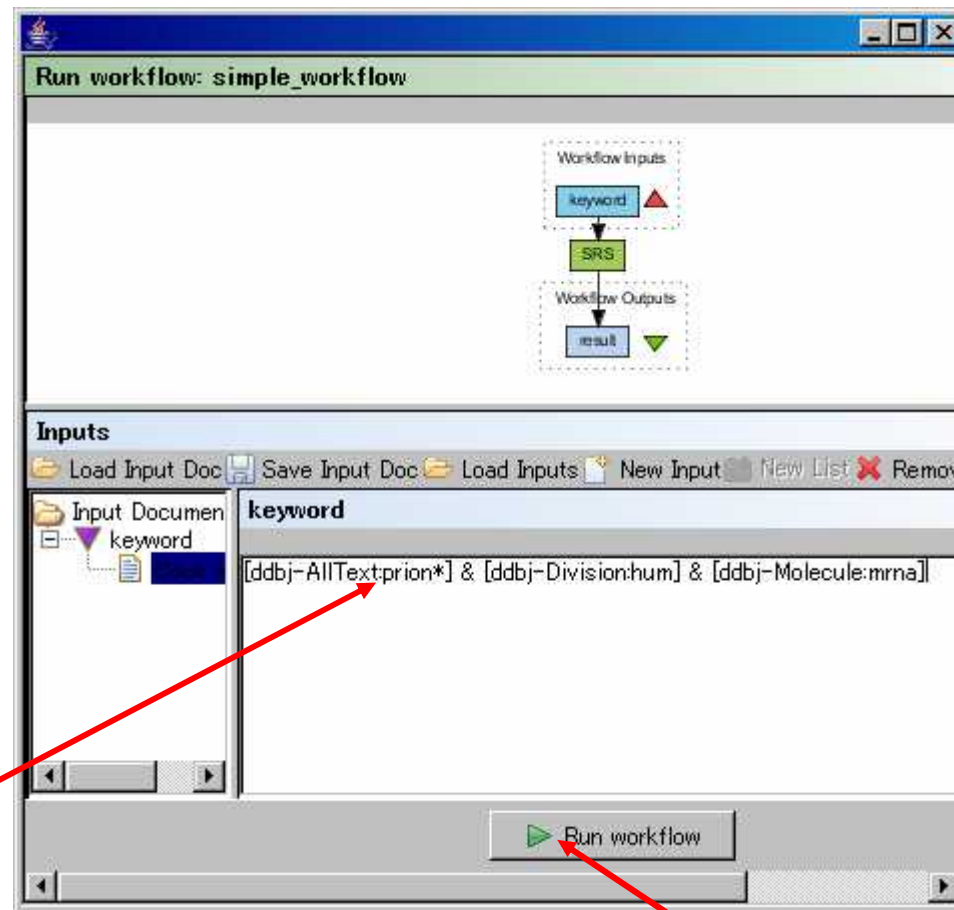 Run workflow: simple_workflow
Workflow Inputs
keyword
SRS
Workflow Outputs
result
Inputs
Load Input Doc Save Input Doc Load Inputs New Input New List Remov
Input Documen
keyword
keyword
[ddbj-AllText:prion*] & [ddbj-Division:hum] & [ddbj-Molecule:mrna]
Run workflow